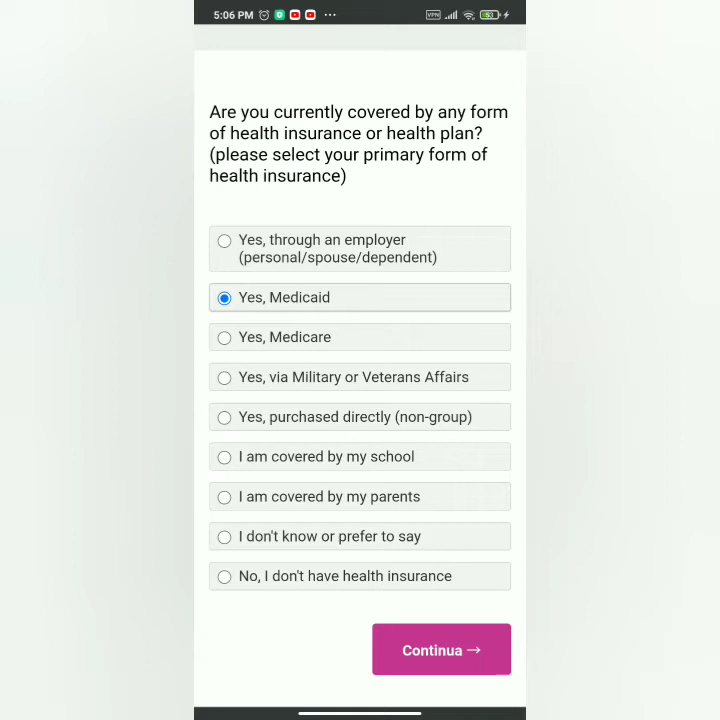 5:06 PM
VPN
53
Are you currently covered by any form
of health insurance or health plan?
(please select your primary form of
health insurance)
Yes, through an employer
(personal/spouse/dependent)
Yes, Medicaid
Yes, Medicare
Yes, via Military or Veterans Affairs
Yes, purchased directly (non-group)
I am covered by my school
I am covered by my parents
I don't know or prefer to say
No, I don't have health insurance
Continua →